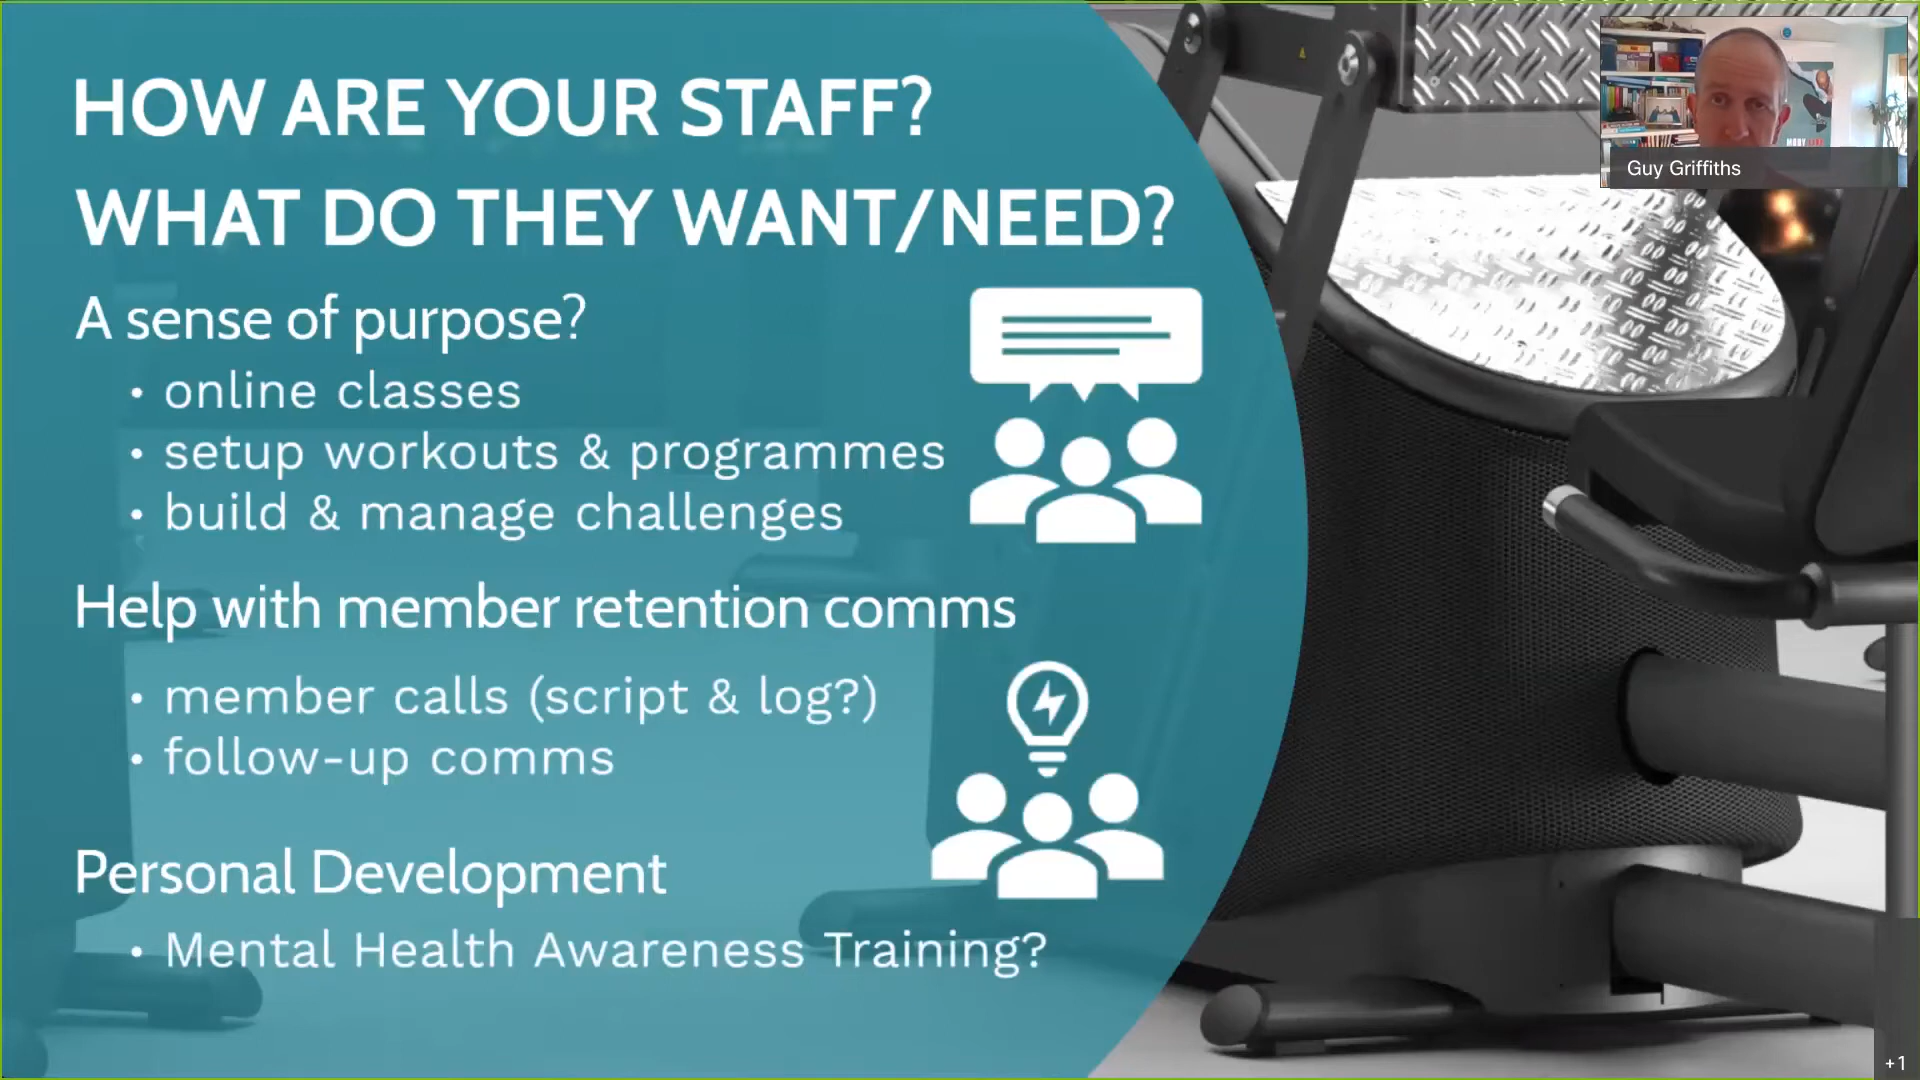 HOW ARE YOUR STAFF?
WHAT DO THEY WANT/NEED?
A sense of purpose?
• online classes
• setup workouts & programmes
• build & manage challenges
Help with member retention comms
• member calls (script & log?)
• follow-up comms
Personal Development
• Mental Health Awareness Training?
Guy Griffiths
+1